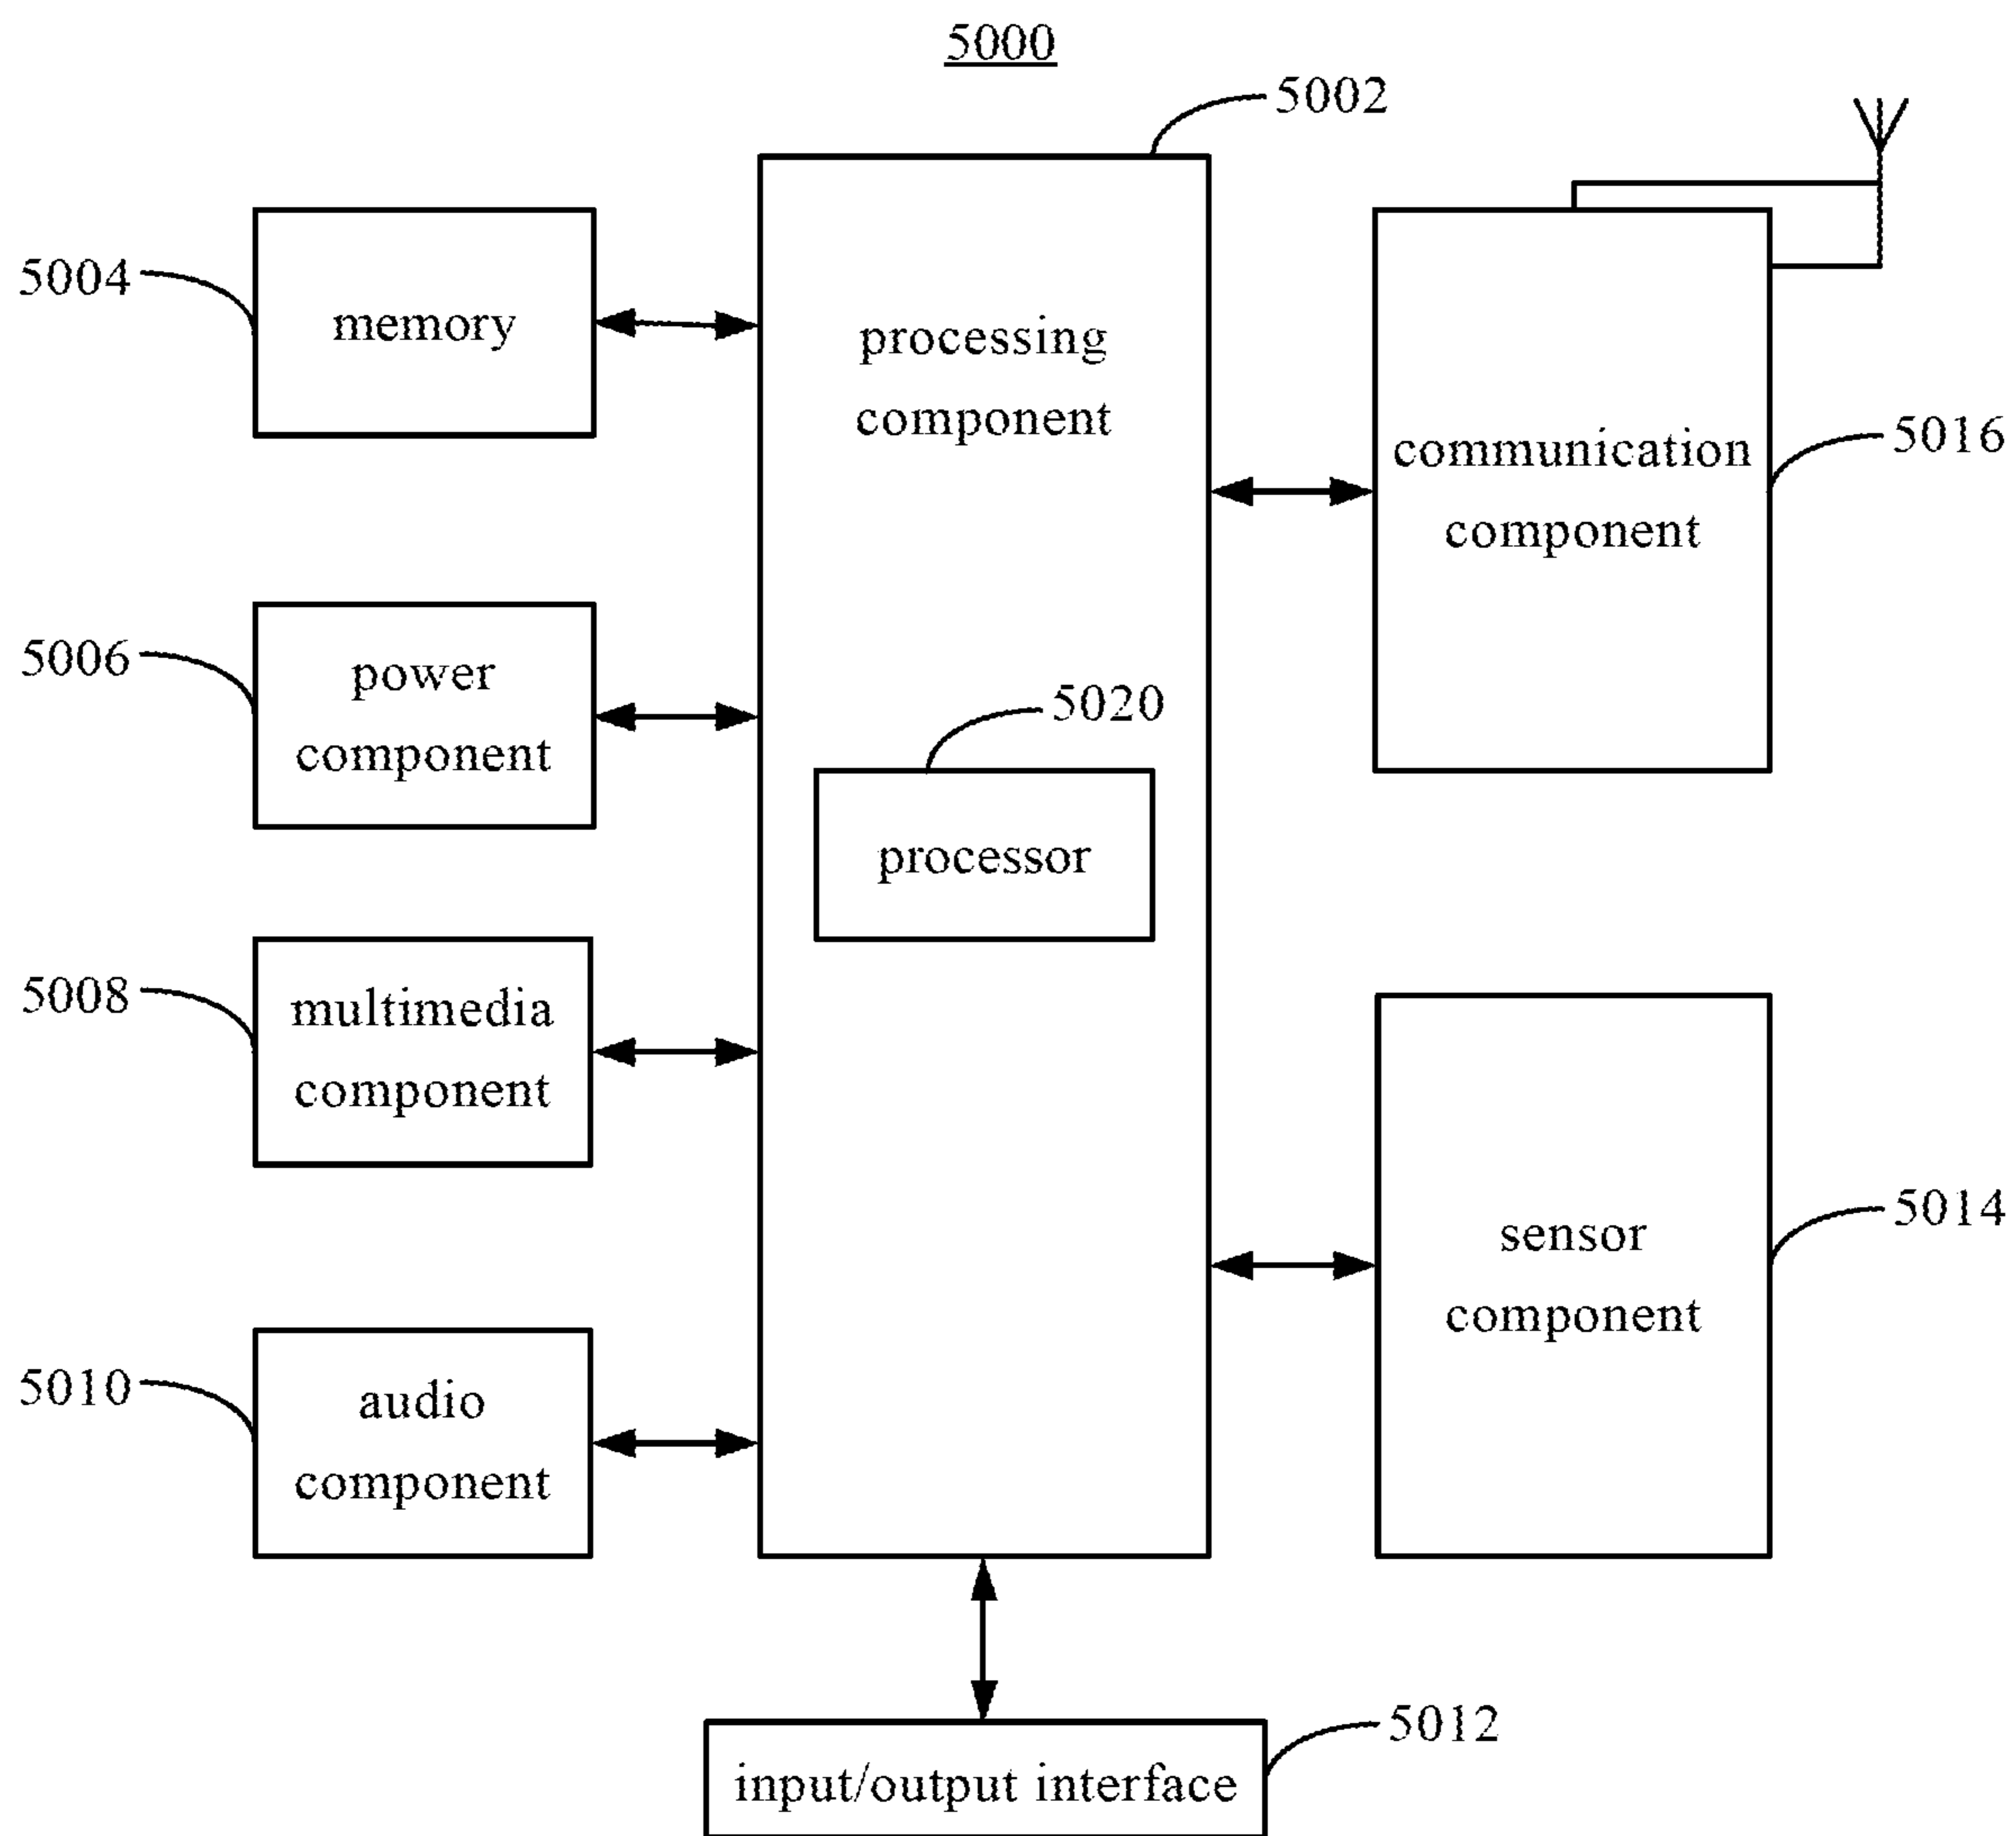 5000
5002
5004
memory
processing
component
communication
component
5016
5006
power
component
5020
processor
5008
multimedia
component
sensor
component
5014
5010
audio
component
5012
input/output interface